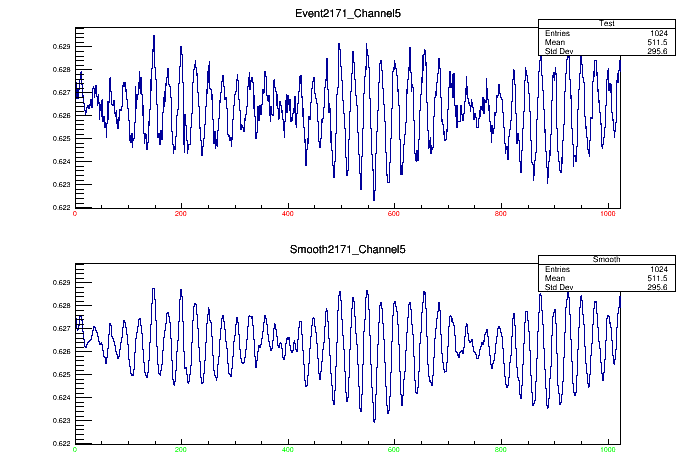 Event2171_Channel5
Test
Entries 1024
Mean 511.5
Std Dev 295.6
0.629
0.628
0.627
0.626
0.625
0.624
0.623
0.622
0 200 400 600 800 1000
Smooth2171_Channel5
Smooth
Entries 1024
Mean 511.5
Std Dev 295.6
0.629
0.628
0.627
0.626
0.625
0.624
0.623
0.622
0 200 400 600 800 1000